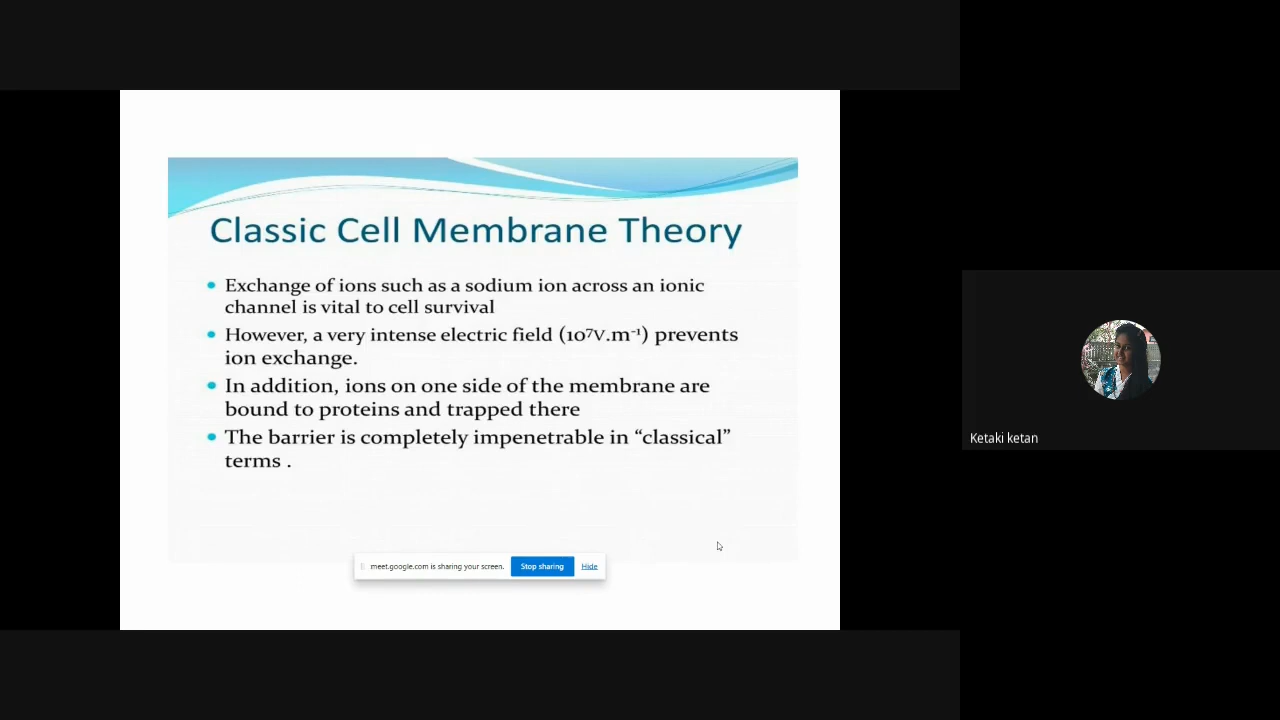 Classic Cell Membrane Theory
• Exchange of ions such as a sodium ion across an ionic
channel is vital to cell survival
• However, a very intense electric field (10⁷V.m⁻¹) prevents
ion exchange.
• In addition, ions on one side of the membrane are
bound to proteins and trapped there
• The barrier is completely impenetrable in “classical”
terms .
meet.google.com is sharing your screen. Stop sharing Hide
Ketaki ketan